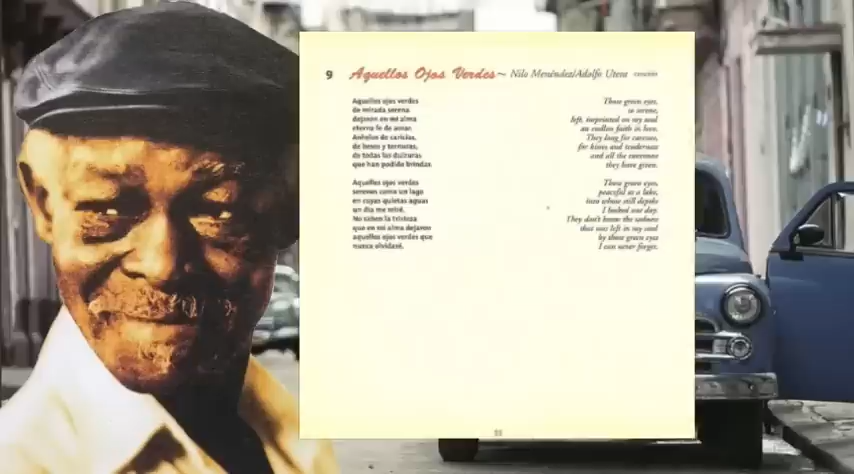 9 Aquellos Ojos Verdes ~ Nilo Menéndez/Adolfo Utera canción
Aquellos ojos verdes
de mirada serena
dejaron en mi alma
eterna fe de amar.
Anhelos de caricias,
de besos y ternuras,
de todas las dulzuras
que han podido brindar.
Aquellos ojos verdes
serenos como un lago
en cuyas quietas aguas
un día me miré.
No saben la tristeza
que en mi alma dejaron
aquellos ojos verdes que
nunca olvidaré.
Those green eyes,
so serene,
left, imprinted on my soul
an endless faith in love.
They long for caresses,
for kisses and tenderness
and all the sweetness
they have given.
Those green eyes,
peaceful as a lake,
into whose still depths
I looked one day.
They don't know the sadness
that was left in my soul
by those green eyes
I can never forget.